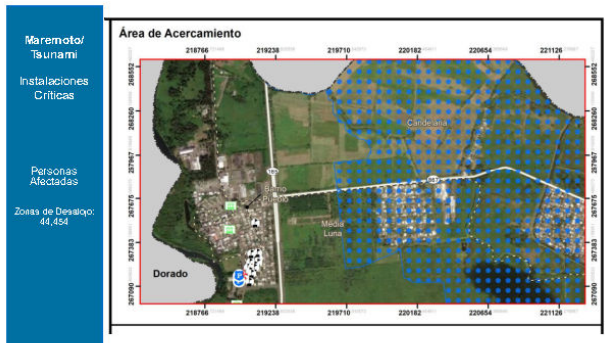 Maremoto/
Tsunami
Instalaciones
Críticas
Personas
Afectadas
Zonas de Desalojo:
44,454
Área de Acercamiento
218766 219238 219710 220182 220654 221126
268552
268260
267967
267675
267383
267090
268552
268260
267967
267675
267383
267090
Candelaria
165
Barrio
Media
Luna
Dorado
218766 219238 219710 220182 220654 221126